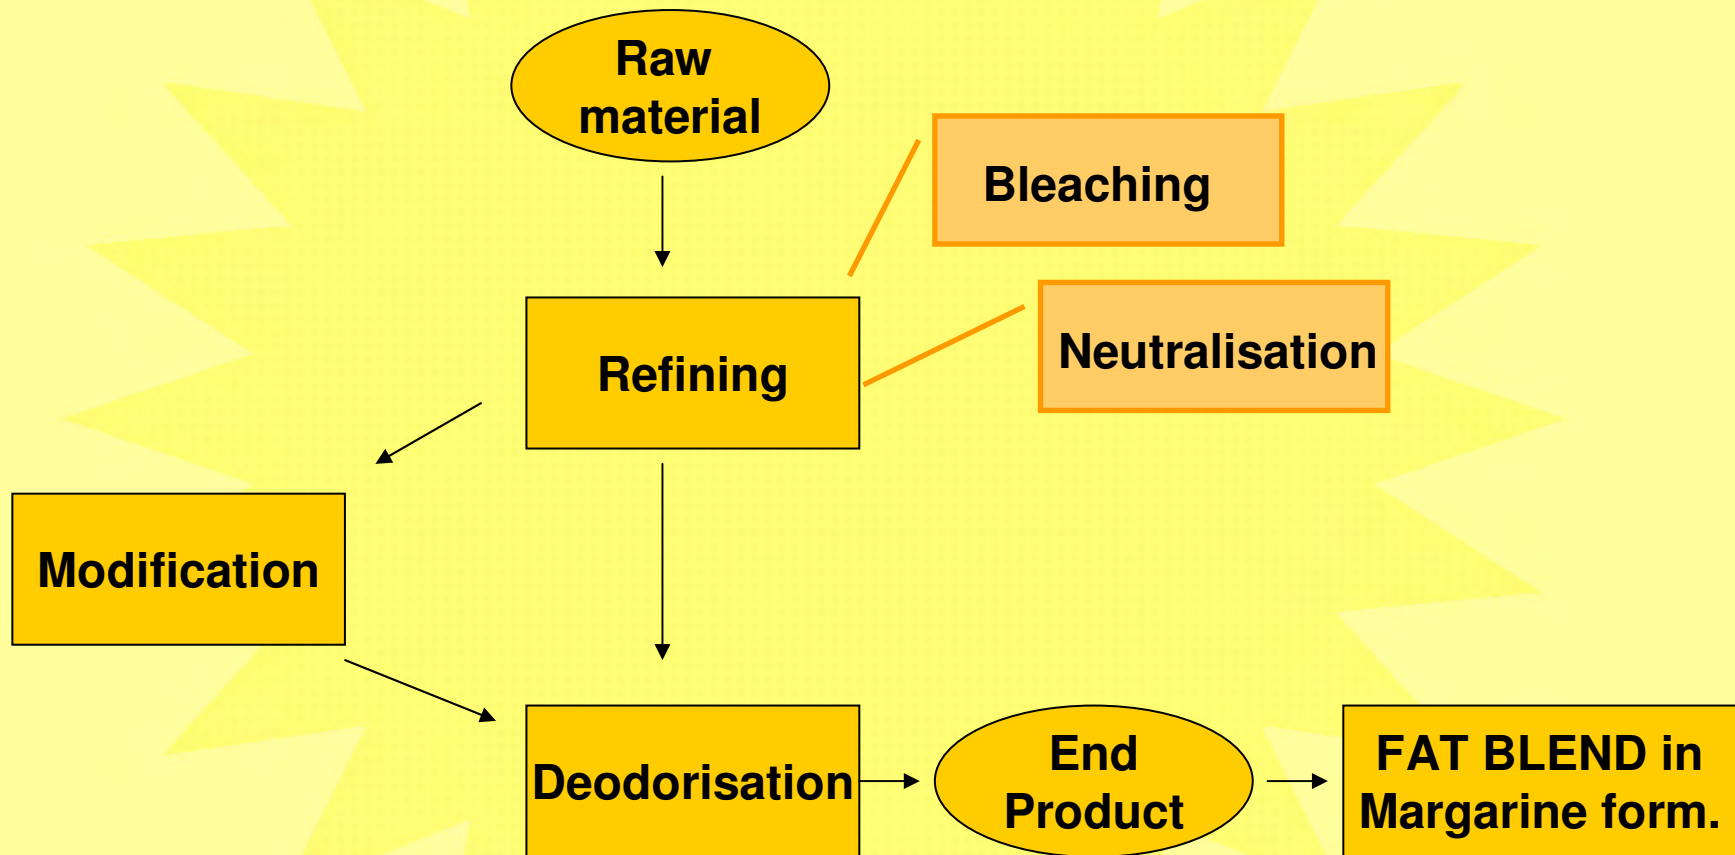 Raw
material
Bleaching
Neutralisation
Refining
Modification
Deodorisation
End
Product
FAT BLEND in
Margarine form.